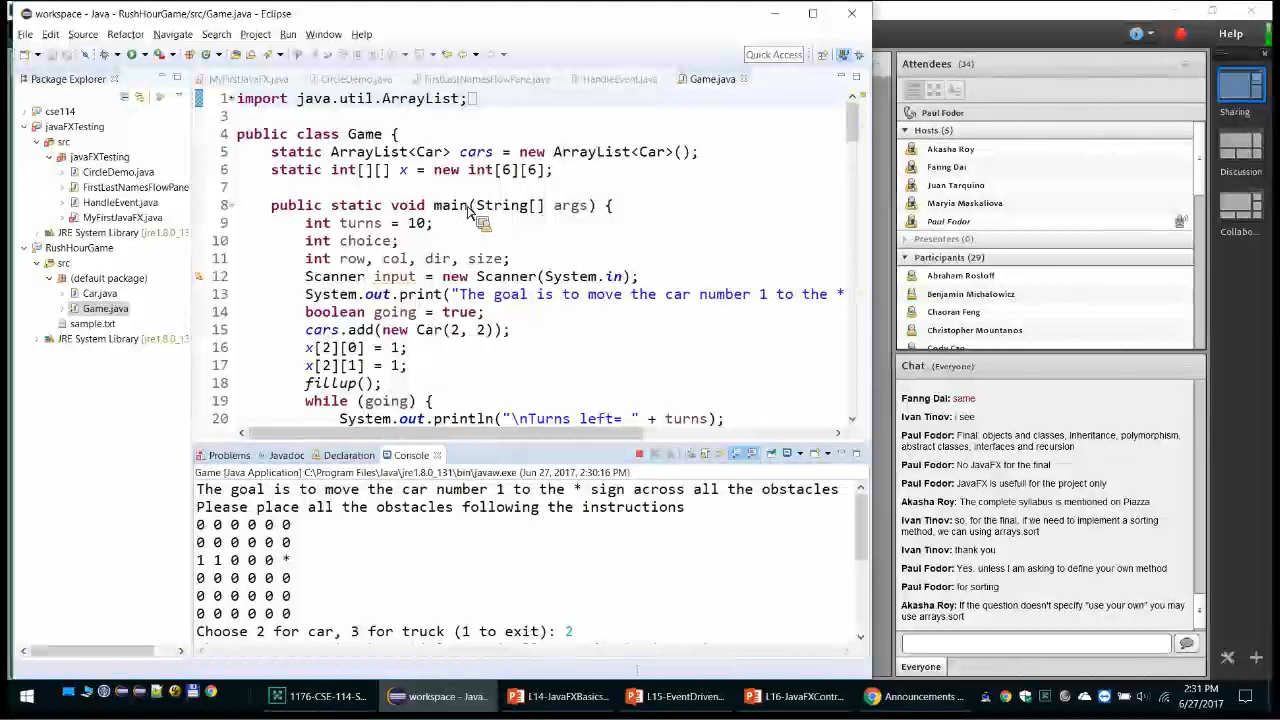 workspace - Java - RushHourGame/src/Game.java - Eclipse
File Edit Source Refactor Navigate Search Project Run Window Help
Quick Access
Package Explorer
cse114
javaFXTesting
src
javaFXTesting
CircleDemo.java
FirstLastNamesFlowPane
HandleEvent.java
MyFirstJavaFX.java
JRE System Library [jre1.8.0_13
RushHourGame
src
(default package)
Car.java
Game.java
sample.txt
JRE System Library [jre1.8.0_13
MyFirstJavaFX.java CircleDemo.java FirstLastNamesFlowPane.java HandleEvent.java Game.java
1 import java.util.ArrayList;
3
4 public class Game {
5 static ArrayList<Car> cars = new ArrayList<Car>();
6 static int[][] x = new int[6][6];
7
8 public static void main(String[] args) {
9 int turns = 10;
10 int choice;
11 int row, col, dir, size;
12 Scanner input = new Scanner(System.in);
13 System.out.print("The goal is to move the car number 1 to the *
14 boolean going = true;
15 cars.add(new Car(2, 2));
16 x[2][0] = 1;
17 x[2][1] = 1;
18 fillup();
19 while (going) {
20 System.out.println("\nTurns left= " + turns);
Problems Javadoc Declaration Console
Game [Java Application] C:\Program Files\Java\jre1.8.0_131\bin\javaw.exe (Jun 27, 2017, 2:30:16 PM)
The goal is to move the car number 1 to the * sign across all the obstacles
Please place all the obstacles following the instructions
0 0 0 0 0 0
0 0 0 0 0 0
1 1 0 0 0 *
0 0 0 0 0 0
0 0 0 0 0 0
0 0 0 0 0 0
Choose 2 for car, 3 for truck (1 to exit): 2
Help
Attendees (34)
Paul Fodor
Hosts (5)
Akasha Roy
Fanng Dai
Juan Tarquino
Maryia Maskaliova
Paul Fodor
Presenters (0)
Participants (29)
Abraham Rosloff
Benjamin Michalowicz
Chaoran Feng
Christopher Mountanos
Chat (Everyone)
Fanng Dai: same
Ivan Tinov: i see
Paul Fodor: Final: objects and classes, inheritance, polymorphism,
abstract classes, interfaces and recursion
Paul Fodor: No JavaFX for the final
Paul Fodor: JavaFX is usefull for the project only
Akasha Roy: The complete syllabus is mentioned on Piazza
Ivan Tinov: so, for the final, if we need to implement a sorting
method, we can using arrays.sort
Ivan Tinov: thank you
Paul Fodor: Yes, unless I am asking to define your own method
Paul Fodor: for sorting
Akasha Roy: If the question doesn't specify "use your own" you may
use arrays.sort
Everyone
Sharing
Discussion
Collabo...
1176-CSE-114-S... workspace - Java... L14-JavaFXBasics... L15-EventDriven... L16-JavaFXContr... Announcements ...
2:31 PM
6/27/2017